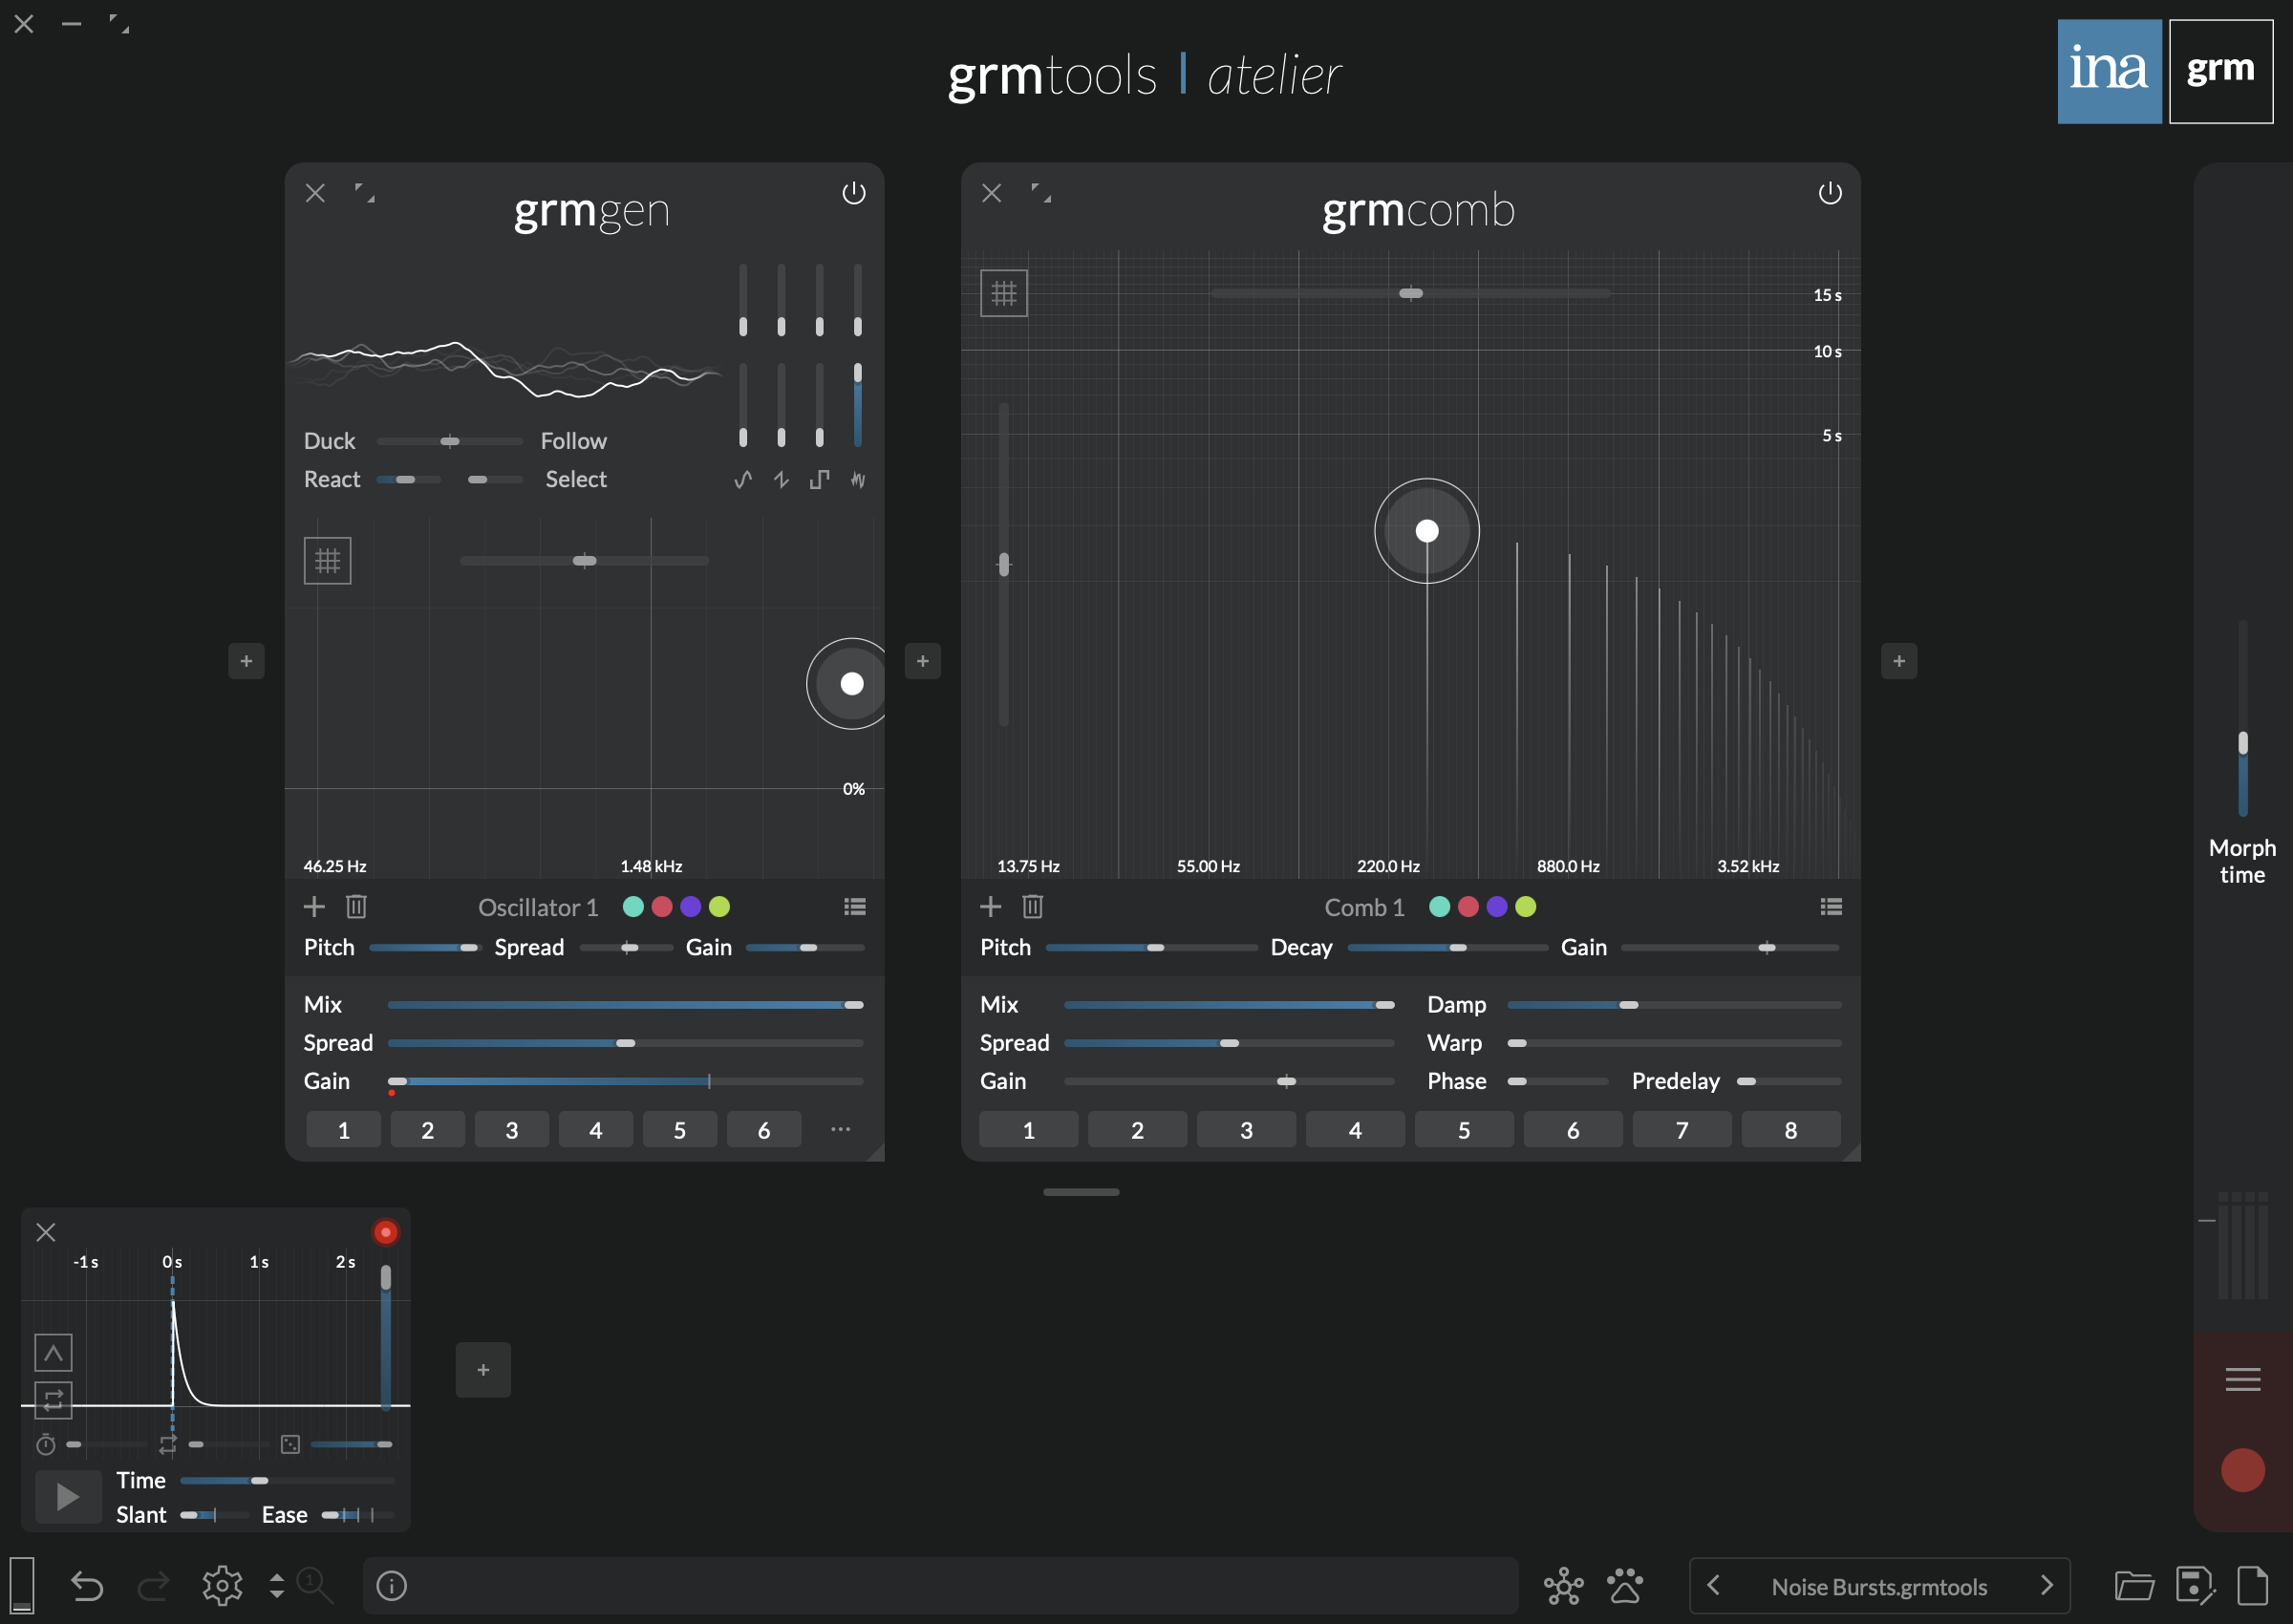 grmtools | atelier
ina grm
grmgen
Duck Follow
React Select
0%
46.25 Hz 1.48 kHz
Oscillator 1
Pitch Spread Gain
Mix
Spread
Gain
1 2 3 4 5 6 ...
grmcomb
15 s
10 s
5 s
13.75 Hz 55.00 Hz 220.0 Hz 880.0 Hz 3.52 kHz
Comb 1
Pitch Decay Gain
Mix Damp
Spread Warp
Gain Phase Predelay
1 2 3 4 5 6 7 8
Morph
time
-1 s 0 s 1 s 2 s
Time
Slant Ease
1
Noise Bursts.grmtools